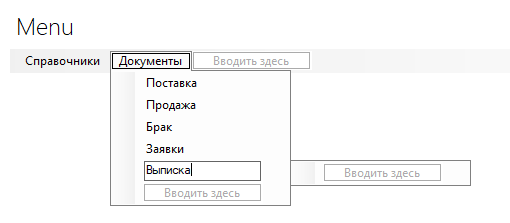 Menu
Справочники Документы Вводить здесь
Поставка
Продажа
Брак
Заявки
Выписка Вводить здесь
Вводить здесь